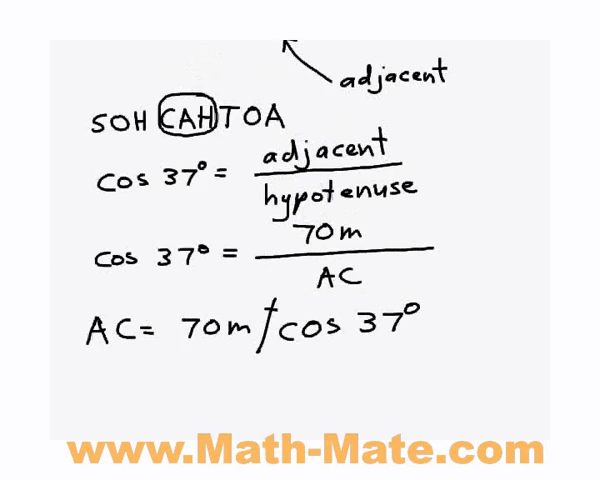 adjacent
SOH CAH TOA
cos 37° = adjacent / hypotenuse
cos 37° = 70m / AC
AC = 70m / cos 37°
www.Math-Mate.com